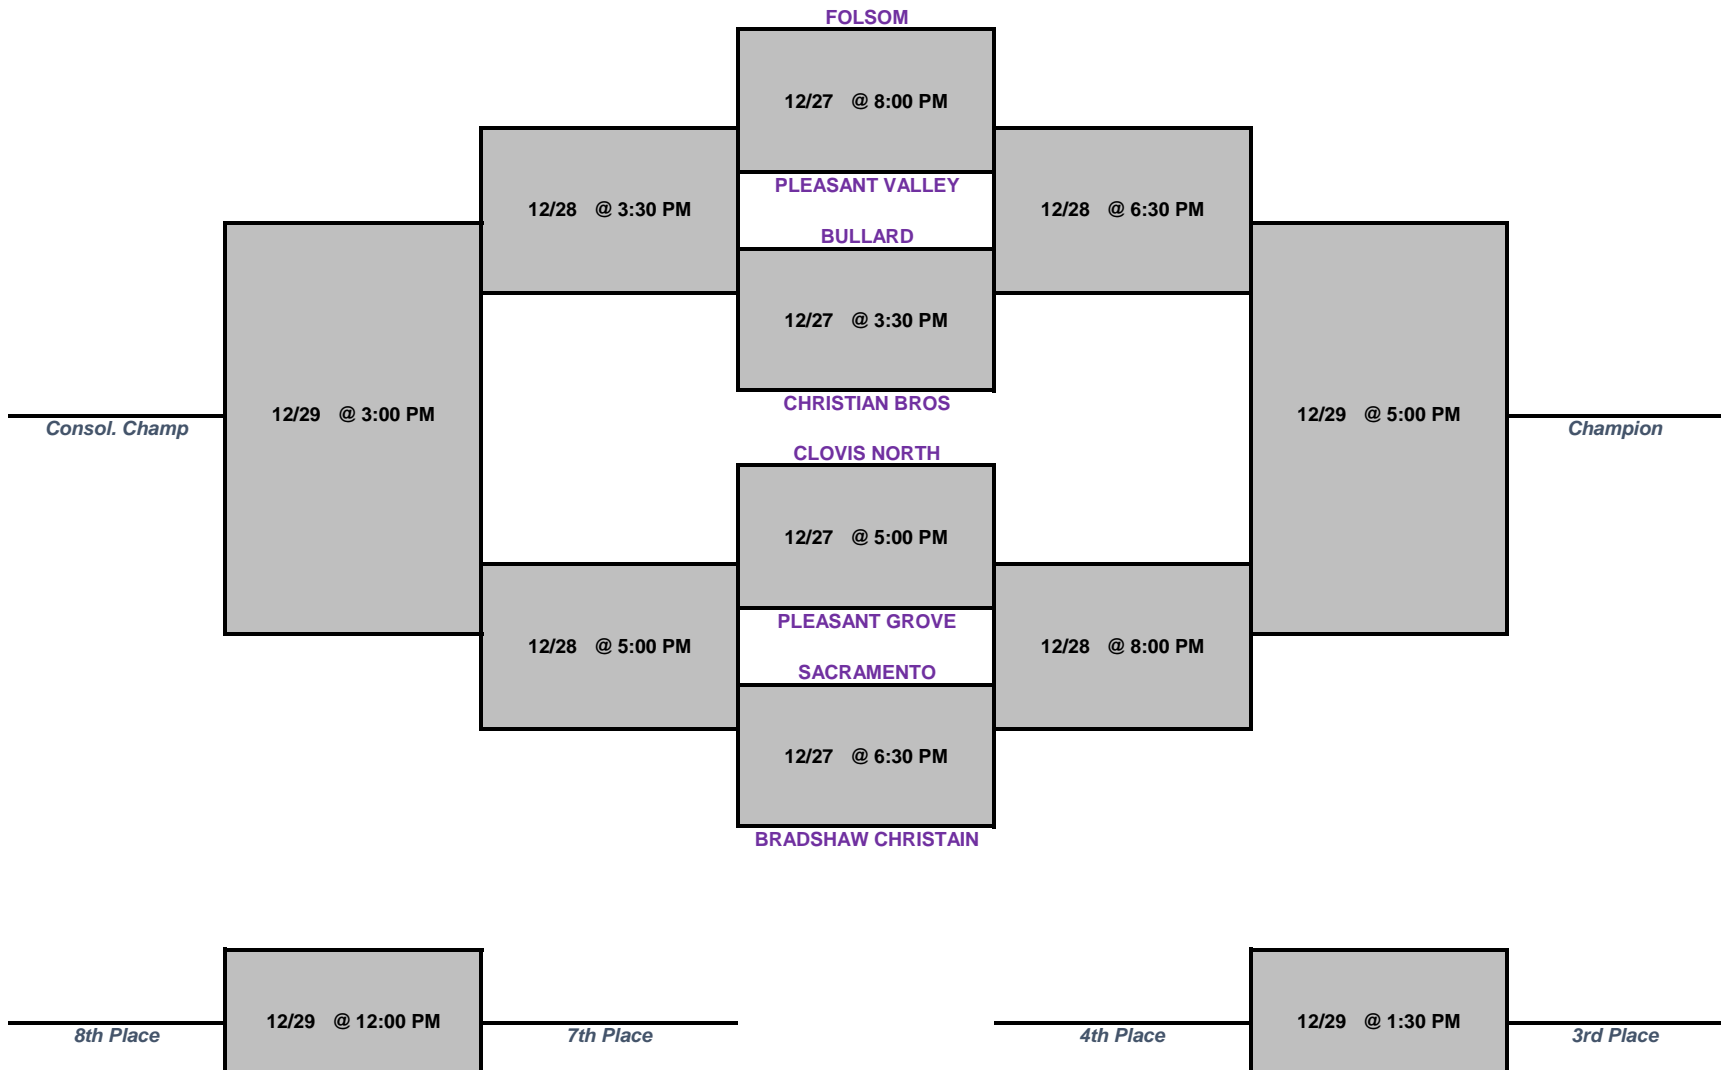 FOLSOM
12/27 @ 8:00 PM
PLEASANT VALLEY
12/28 @ 3:30 PM
12/28 @ 6:30 PM
BULLARD
12/27 @ 3:30 PM
CHRISTIAN BROS
12/29 @ 3:00 PM
12/29 @ 5:00 PM
Consol. Champ
Champion
CLOVIS NORTH
12/27 @ 5:00 PM
PLEASANT GROVE
12/28 @ 5:00 PM
12/28 @ 8:00 PM
SACRAMENTO
12/27 @ 6:30 PM
BRADSHAW CHRISTAIN
12/29 @ 12:00 PM
12/29 @ 1:30 PM
8th Place
7th Place
4th Place
3rd Place